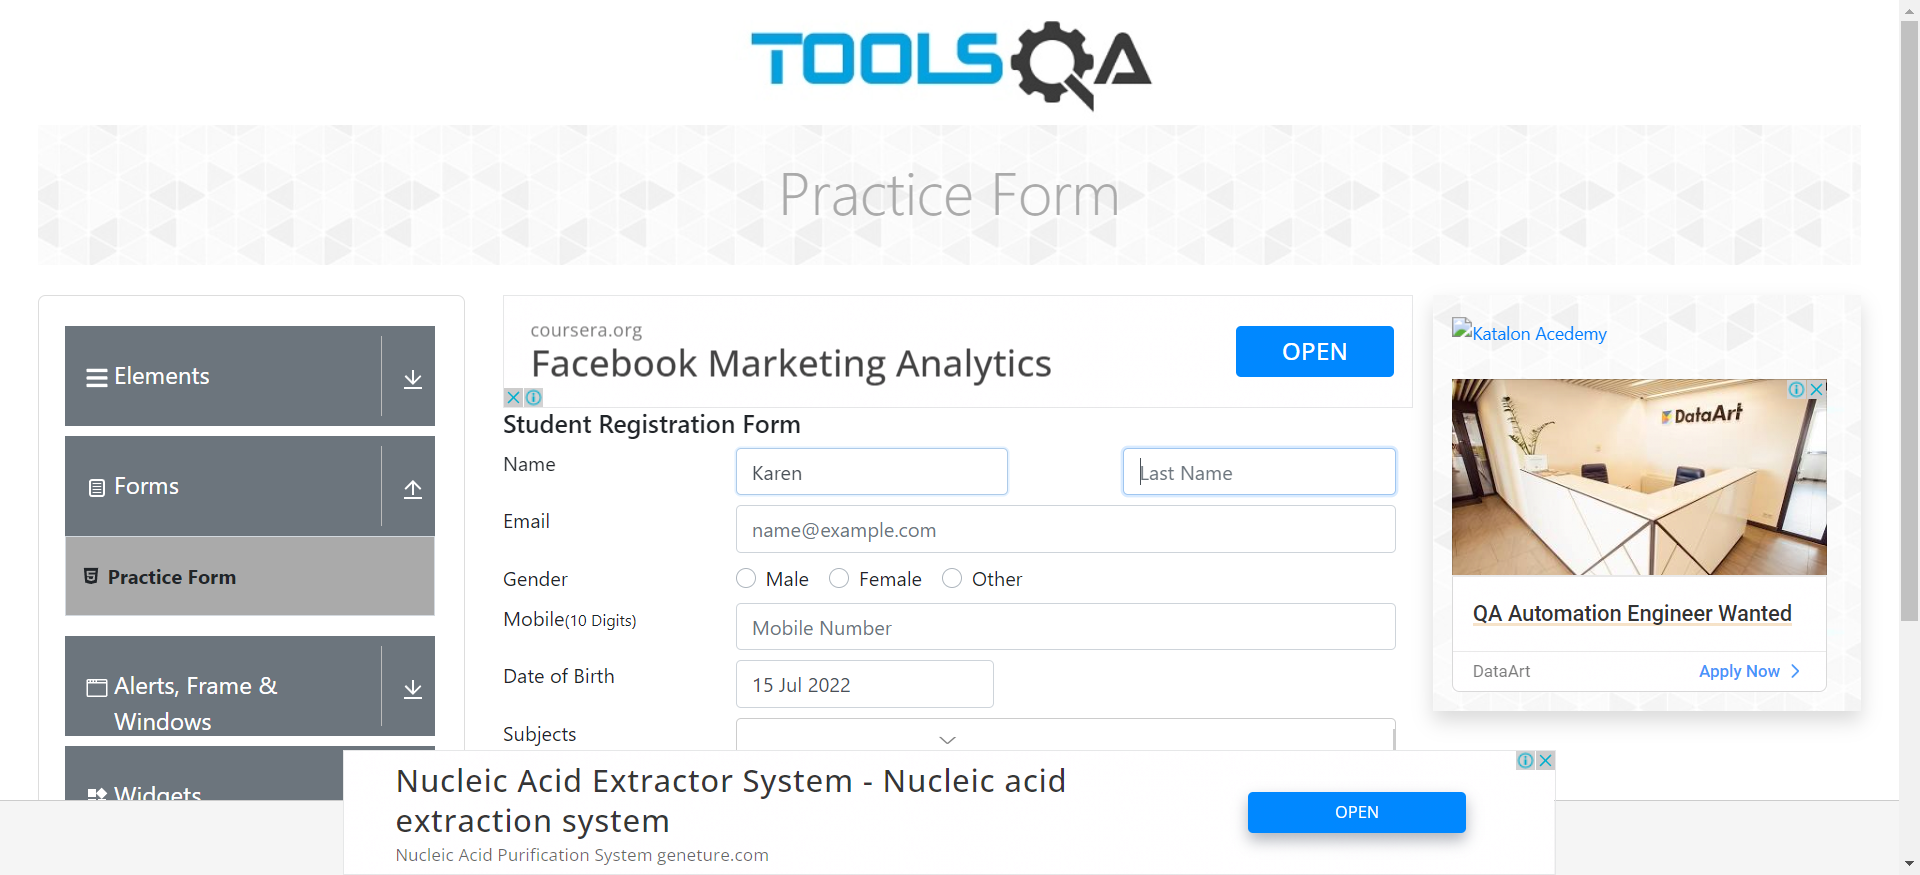 TOOLSQA
Practice Form
Elements
Forms
Practice Form
Alerts, Frame &
Windows
Widgets
coursera.org
Facebook Marketing Analytics
OPEN
Student Registration Form
Name
Karen
Last Name
Email
name@example.com
Gender
Male
Female
Other
Mobile(10 Digits)
Mobile Number
Date of Birth
15 Jul 2022
Subjects
Katalon Acedemy
DataArt
QA Automation Engineer Wanted
DataArt
Apply Now
Nucleic Acid Extractor System - Nucleic acid
extraction system
Nucleic Acid Purification System geneture.com
OPEN